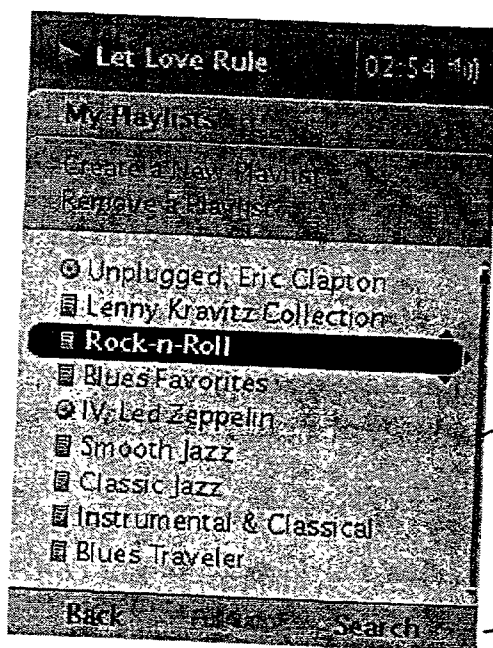 Let Love Rule 02:54
My Playlists
Create a New Playlist
Remove a Playlist
Unplugged, Eric Clapton
Lenny Kravitz Collection
Rock-n-Roll
Blues Favorites
IV, Led Zeppelin
Smooth Jazz
Classic Jazz
Instrumental & Classical
Blues Traveler
Back Search